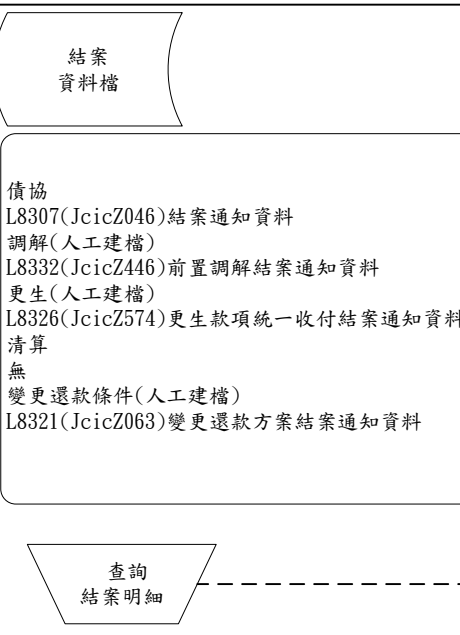 結案
資料檔
債協
L8307(JcicZ046)結案通知資料
調解(人工建檔)
L8332(JcicZ446)前置調解結案通知資料
更生(人工建檔)
L8326(JcicZ574)更生款項統一收付結案通知資料
清算
無
變更還款條件(人工建檔)
L8321(JcicZ063)變更還款方案結案通知資料
查詢
結案明細